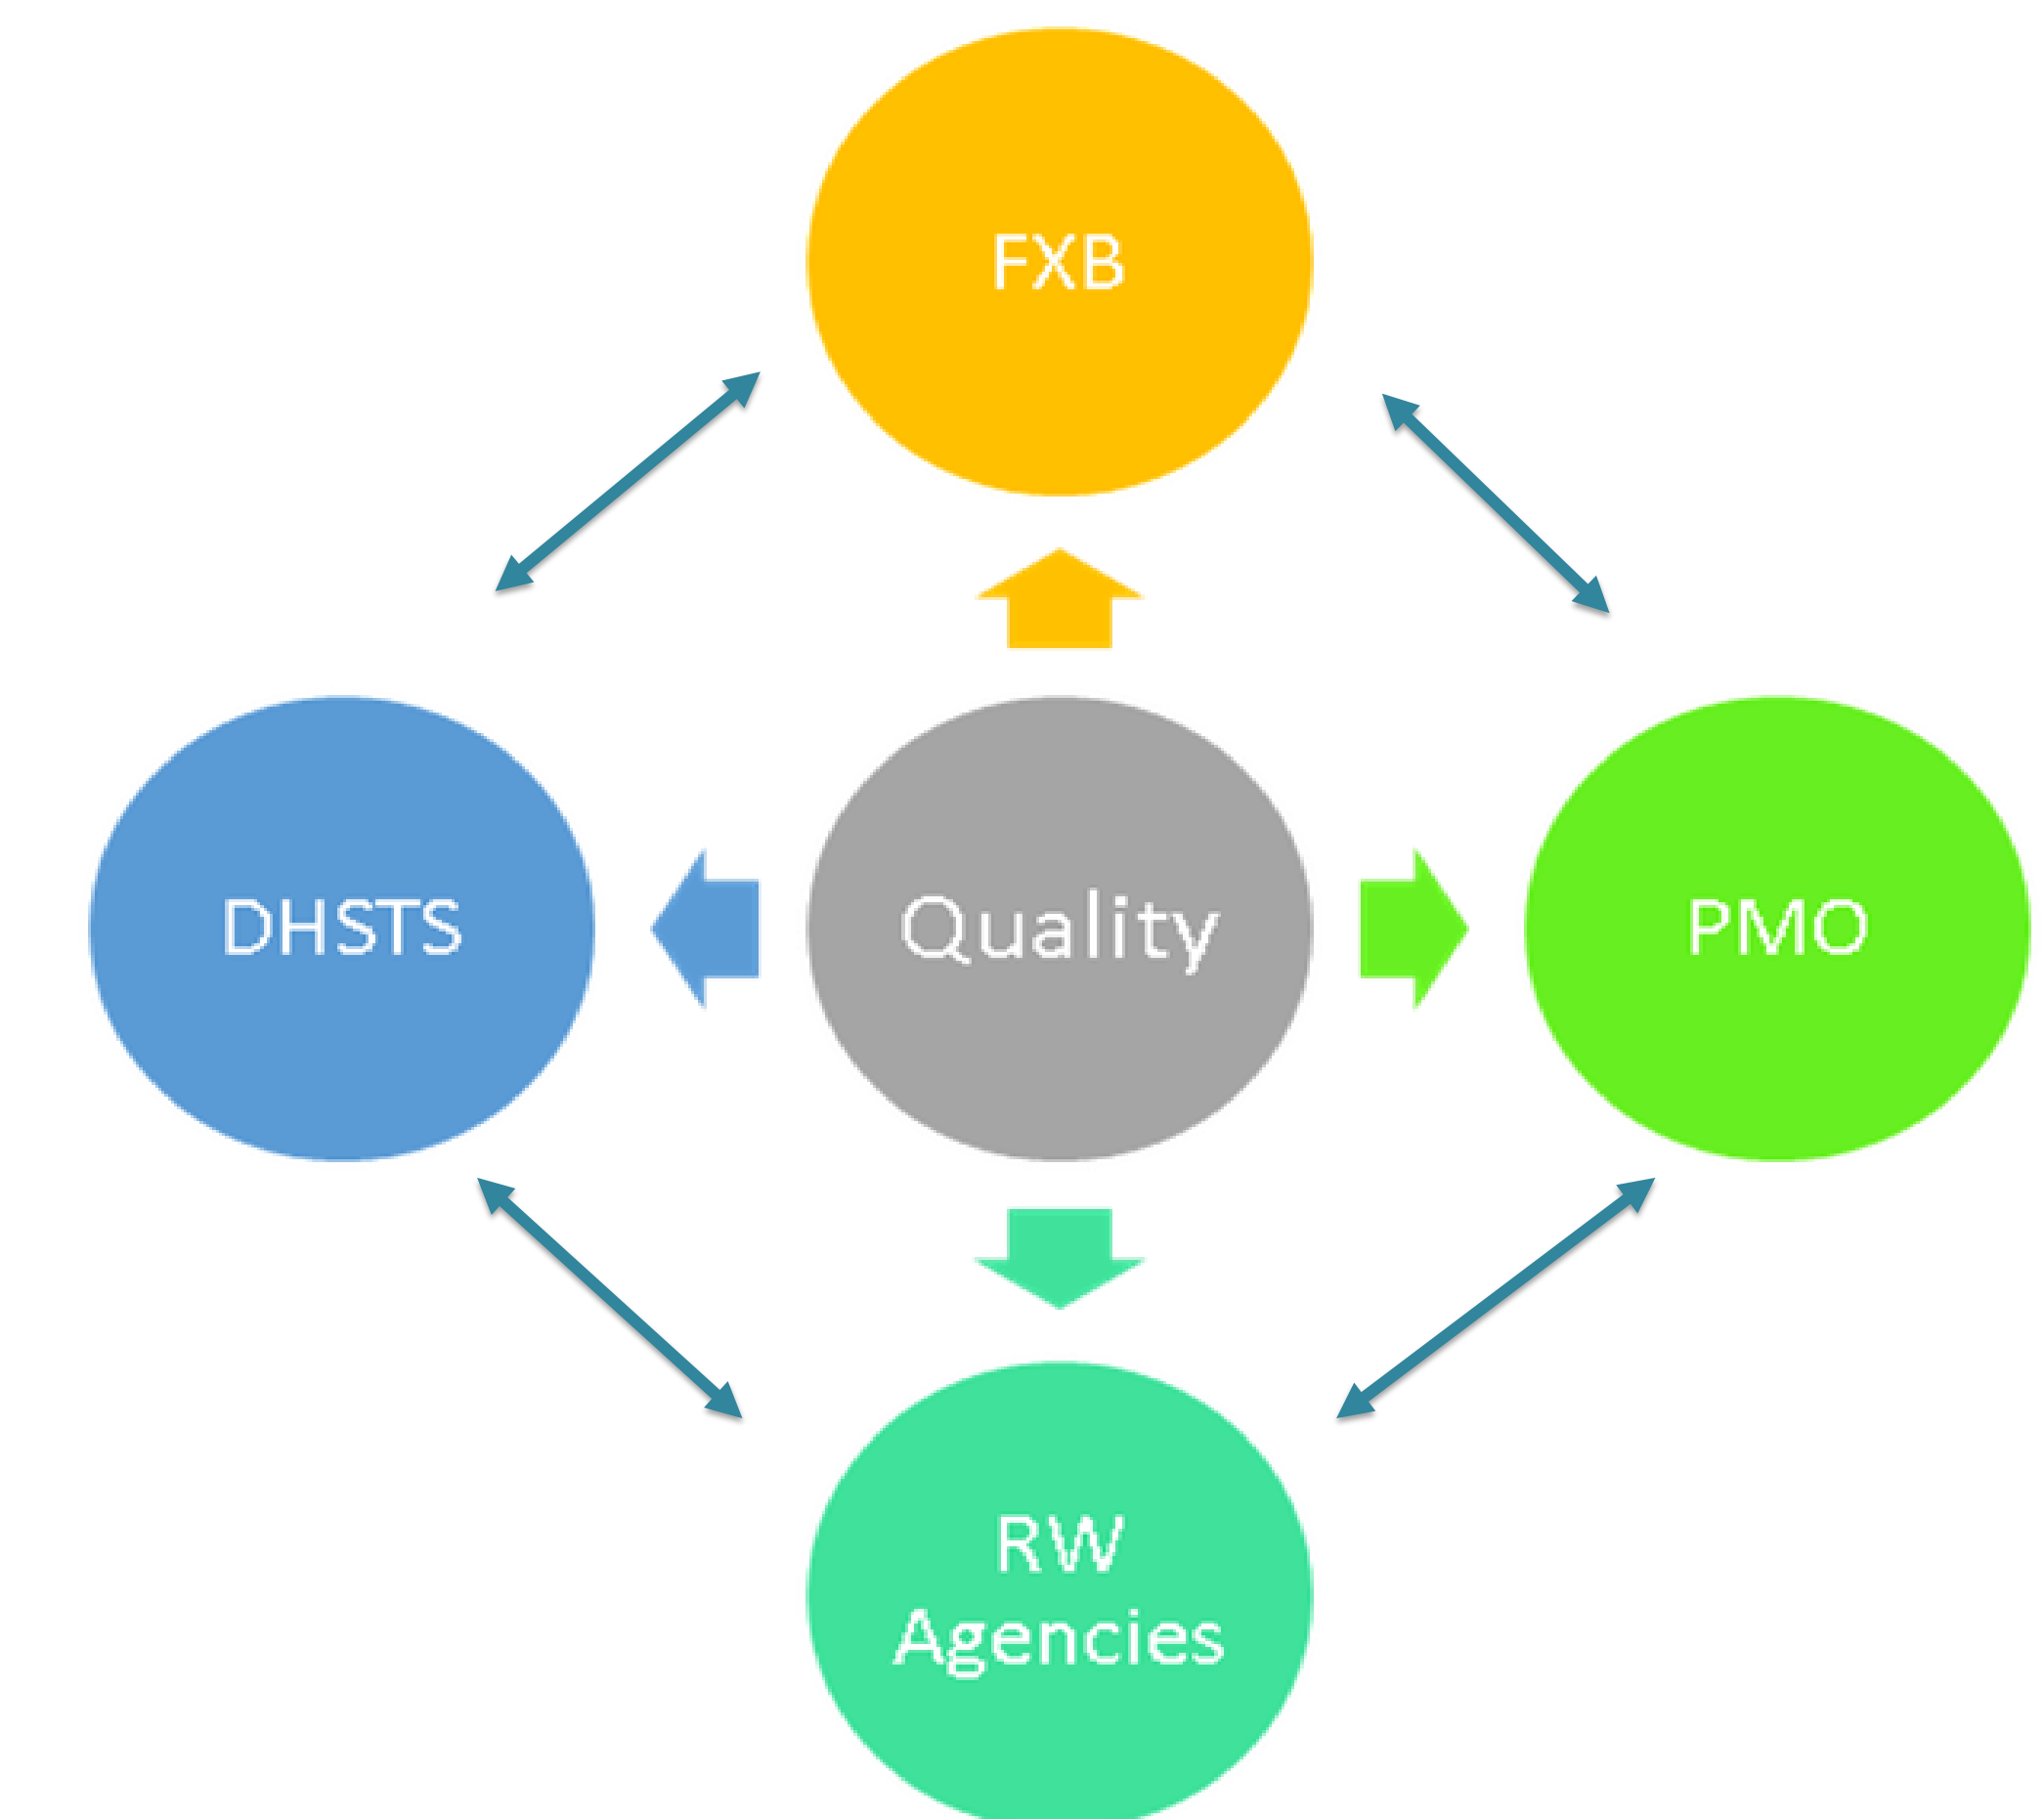 FXB
DHSTS
Quality
PMO
RW
Agencies